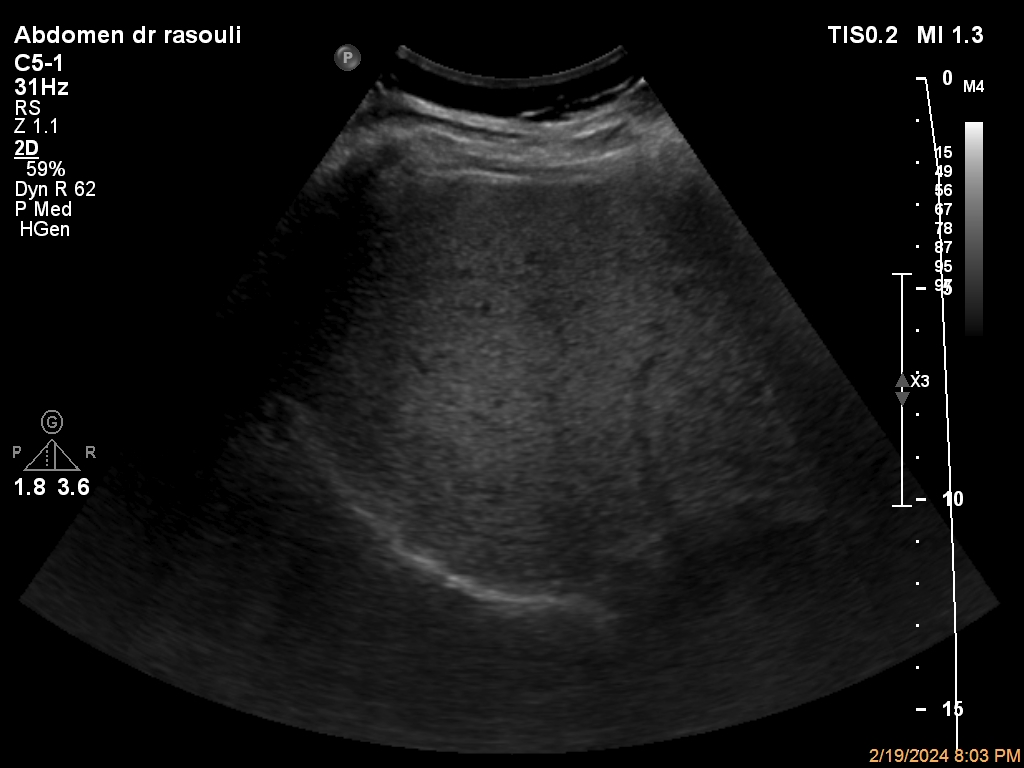 Abdomen dr rasouli
C5-1
31Hz
RS
Z 1.1
2D
59%
Dyn R 62
P Med
HGen
P
TIS0.2 MI 1.3
0
M4
15
49
56
67
78
87
95
5
X3
10
15
G
P R
1.8 3.6
2/19/2024 8:03 PM